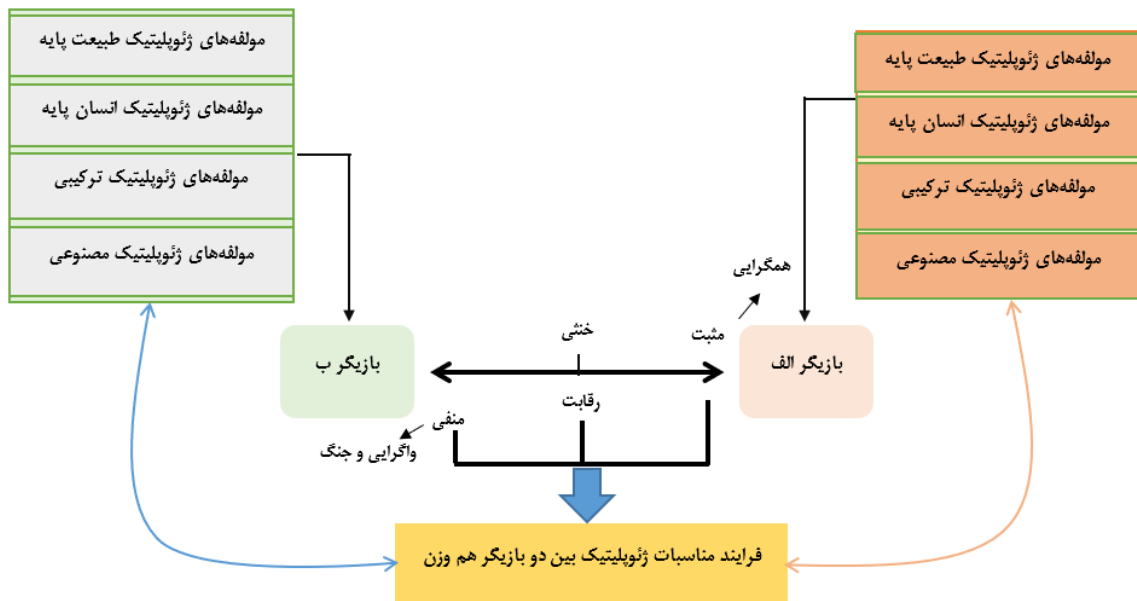 مولفه‌های ژئوپلیتیک طبیعت پایه
مولفه‌های ژئوپلیتیک انسان پایه
مولفه‌های ژئوپلیتیک ترکیبی
مولفه‌های ژئوپلیتیک مصنوعی
مولفه‌های ژئوپلیتیک طبیعت پایه
مولفه‌های ژئوپلیتیک انسان پایه
مولفه‌های ژئوپلیتیک ترکیبی
مولفه‌های ژئوپلیتیک مصنوعی
همگرایی
مثبت
خنثی
بازیگر الف
بازیگر ب
رقابت
منفی
واگرایی و جنگ
فرایند مناسبات ژئوپلیتیک بین دو بازیگر هم وزن